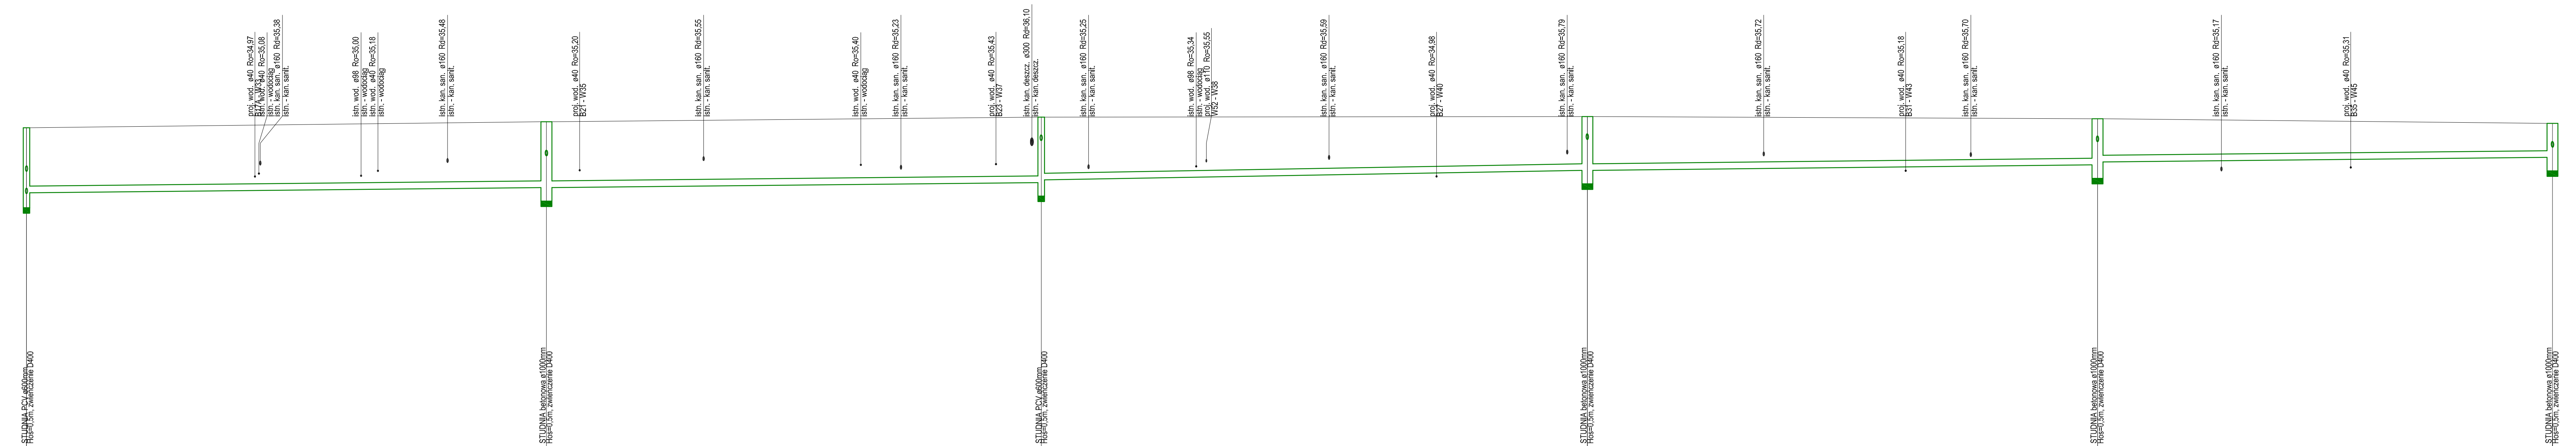 proj. wod. ø40 Ro=34,97
B17A - W33
istn. wod. ø40 Ro=35,08
istn. - wodociąg
istn. kan. san. ø160 Rd=35,38
istn. - kan. sanit.
istn. wod. ø98 Ro=35,00
istn. - wodociąg
istn. wod. ø40 Ro=35,18
istn. - wodociąg
istn. kan. san. ø160 Rd=35,48
istn. - kan. sanit.
proj. wod. ø40 Ro=35,20
B21 - W35
istn. kan. san. ø160 Rd=35,55
istn. - kan. sanit.
istn. wod. ø40 Ro=35,40
istn. - wodociąg
istn. kan. san. ø160 Rd=35,23
istn. - kan. sanit.
proj. wod. ø40 Ro=35,43
B23 - W37
istn. kan. deszcz. ø300 Rd=36,10
istn. - kan. deszcz.
istn. kan. san. ø160 Rd=35,25
istn. - kan. sanit.
istn. wod. ø98 Ro=35,34
istn. - wodociąg
proj. wod. ø110 Ro=35,55
W52 - W38
istn. kan. san. ø160 Rd=35,59
istn. - kan. sanit.
proj. wod. ø40 Ro=34,98
B27 - W40
istn. kan. san. ø160 Rd=35,79
istn. - kan. sanit.
istn. kan. san. ø160 Rd=35,72
istn. - kan. sanit.
proj. wod. ø40 Ro=35,18
B31 - W43
istn. kan. san. ø160 Rd=35,70
istn. - kan. sanit.
istn. kan. san. ø160 Rd=35,17
istn. - kan. sanit.
proj. wod. ø40 Ro=35,31
B35 - W45
STUDNIA PCV ø600mm
Hos=0,5m, zwieńczenie D400
STUDNIA betonowa ø1000mm
Hos=0,5m, zwieńczenie D400
STUDNIA PCV ø600mm
Hos=0,5m, zwieńczenie D400
STUDNIA betonowa ø1000mm
Hos=0,5m, zwieńczenie D400
STUDNIA betonowa ø1000mm
Hos=0,5m, zwieńczenie D400
STUDNIA betonowa ø1000mm
Hos=0,5m, zwieńczenie D400